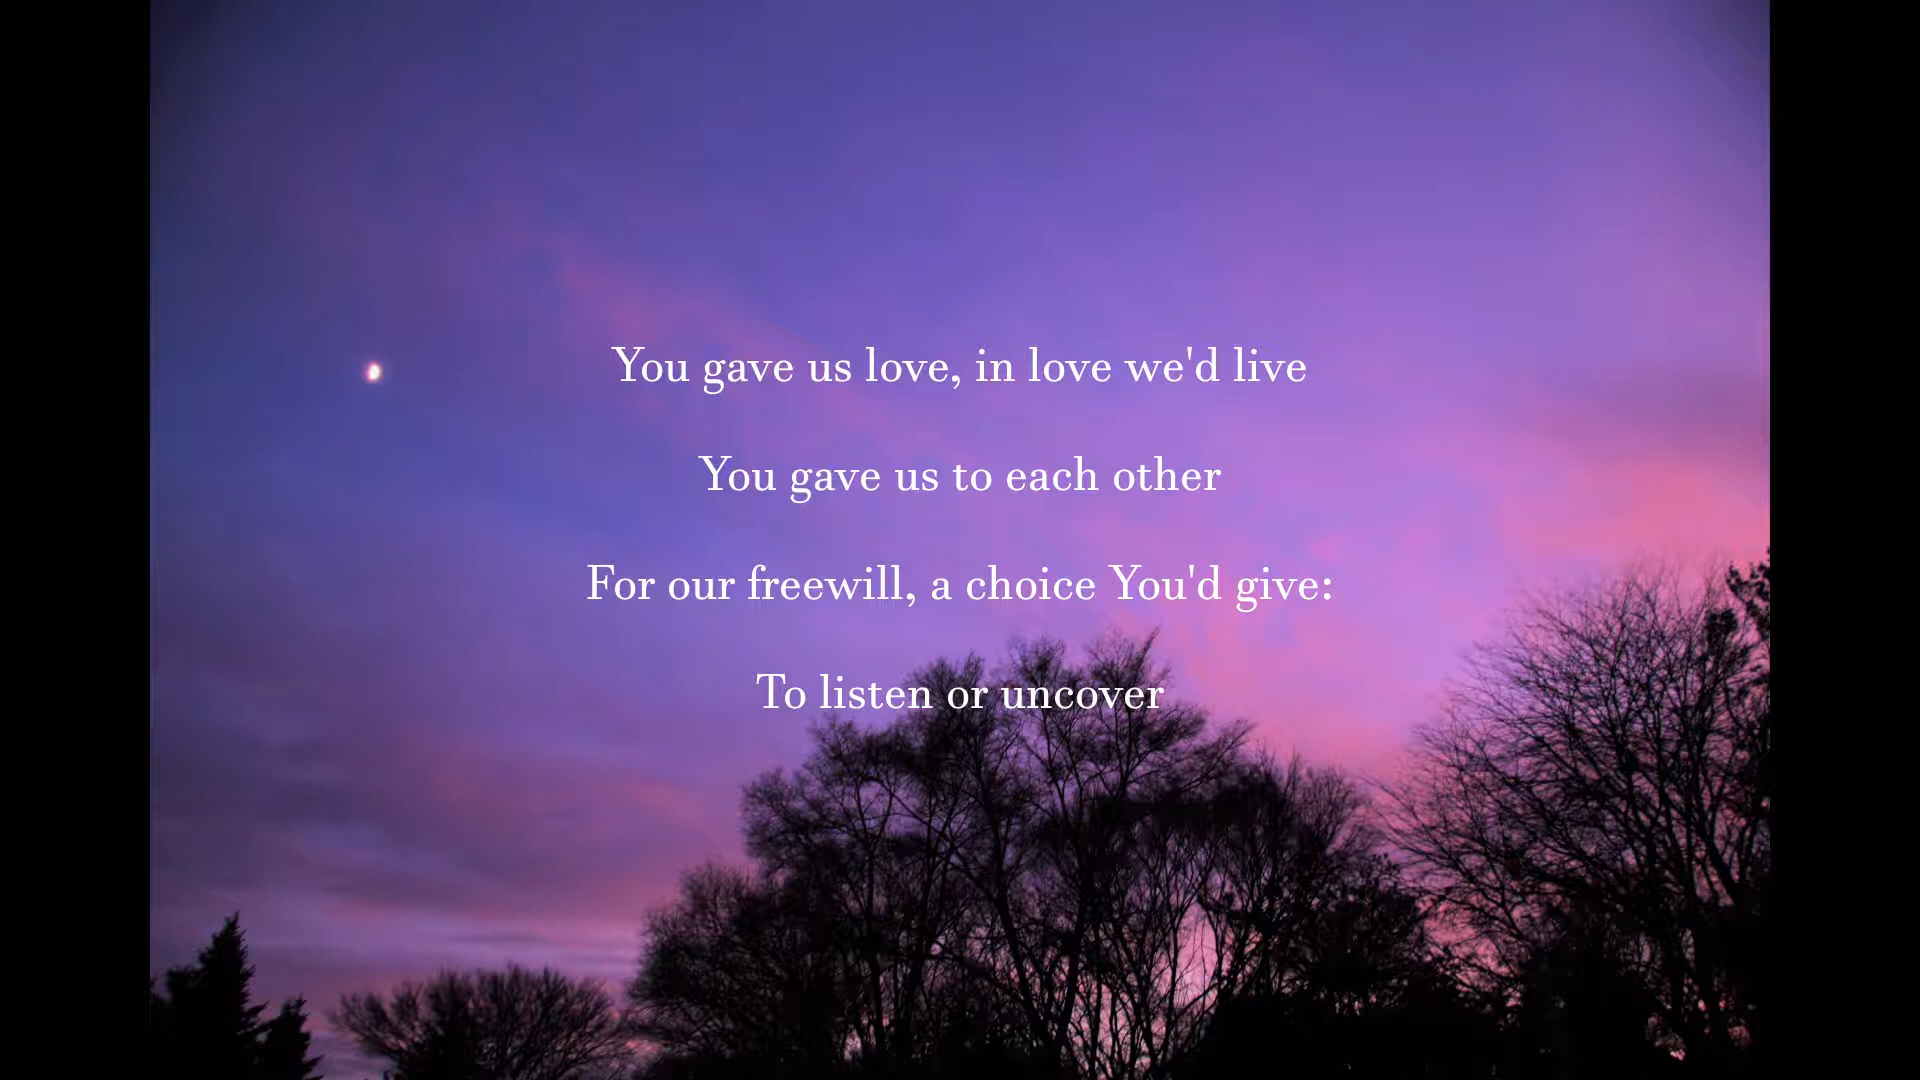 You gave us love, in love we'd live
You gave us to each other
For our freewill, a choice You'd give:
To listen or uncover